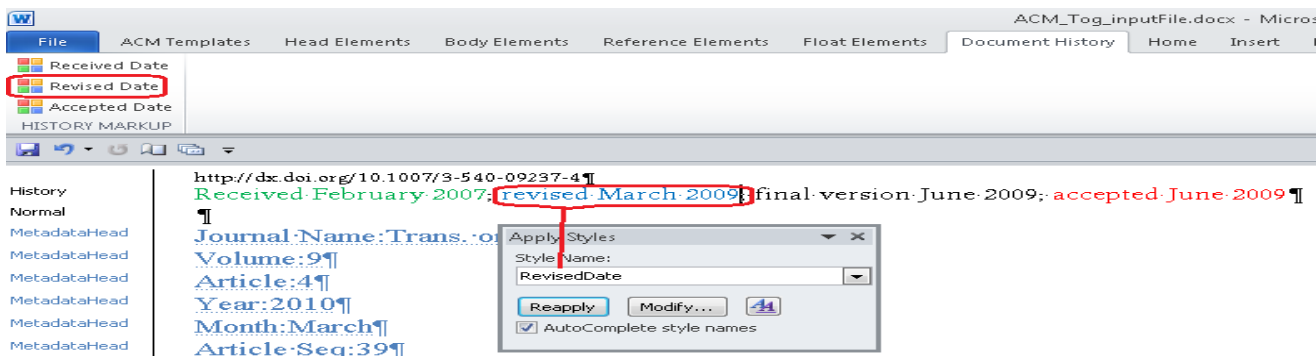 ACM_Tog_inputFile.docx - Micros
File ACM Templates Head Elements Body Elements Reference Elements Float Elements Document History Home Insert
Received Date
Revised Date
Accepted Date
HISTORY MARKUP
http://dx.doi.org/10.1007/3-540-09237-4¶
History Received·February·2007;·revised·March·2009;·final·version·June·2009;·accepted·June·2009¶
Normal ¶
MetadataHead Journal·Name:Trans.·o
MetadataHead Volume:9¶
MetadataHead Article:4¶
MetadataHead Year:2010¶
MetadataHead Month:March¶
MetadataHead Article·Seq:39¶
Apply Styles
Style Name:
RevisedDate
Reapply Modify...
AutoComplete style names